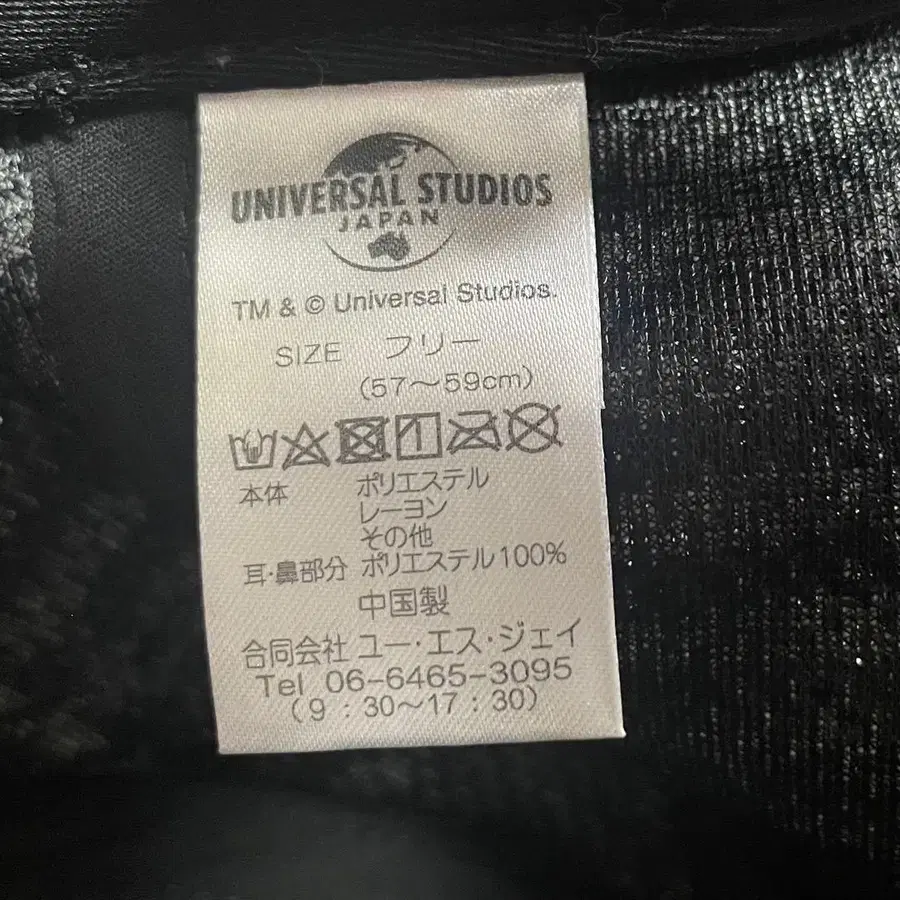 UNIVERSAL STUDIOS
JAPAN
TM & © Universal Studios.
SIZE フリー
(57〜59cm)
本体 ポリエステル
レーヨン
その他
耳・鼻部分 ポリエステル100%
中国製
合同会社 ユー・エス・ジェイ
Tel 06-6465-3095
(9:30〜17:30)